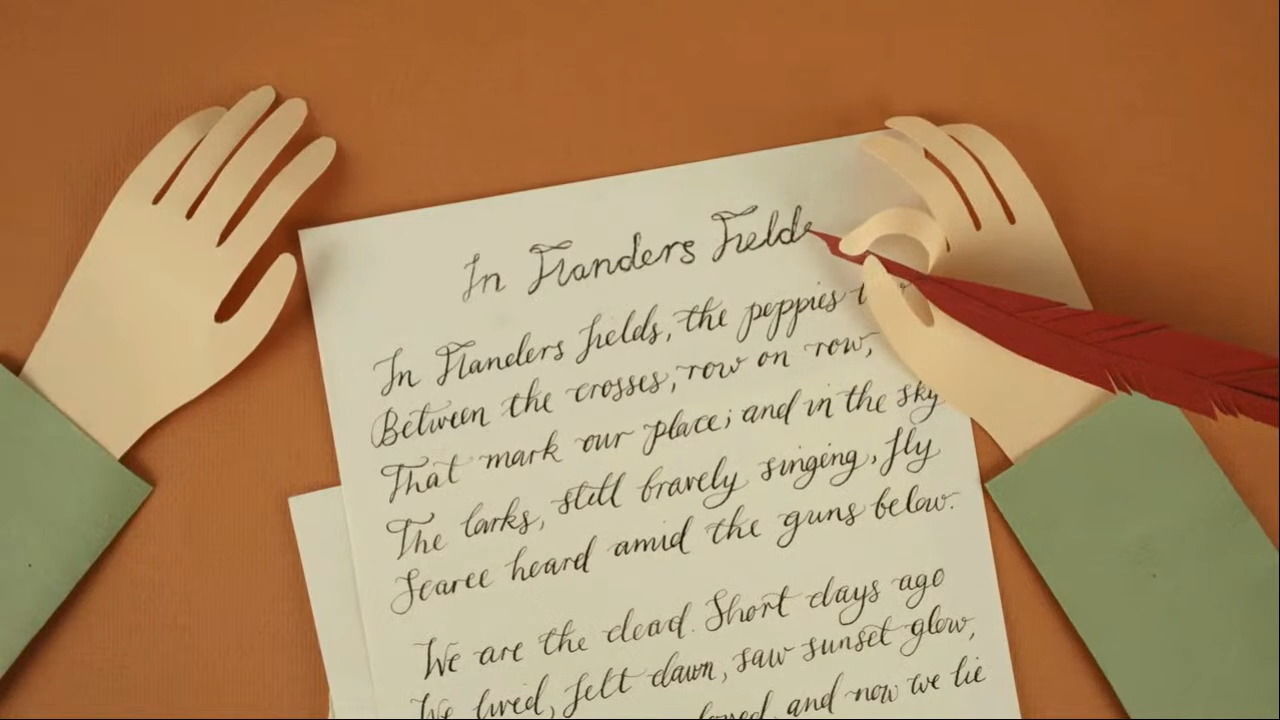 In Flanders Fields
In Flanders fields, the poppies
Between the crosses, row on row,
That mark our place; and in the sky
The larks, still bravely singing, fly
Scarce heard amid the guns below.
We are the dead. Short days ago
We lived, felt dawn, saw sunset glow,
loved, and now we lie